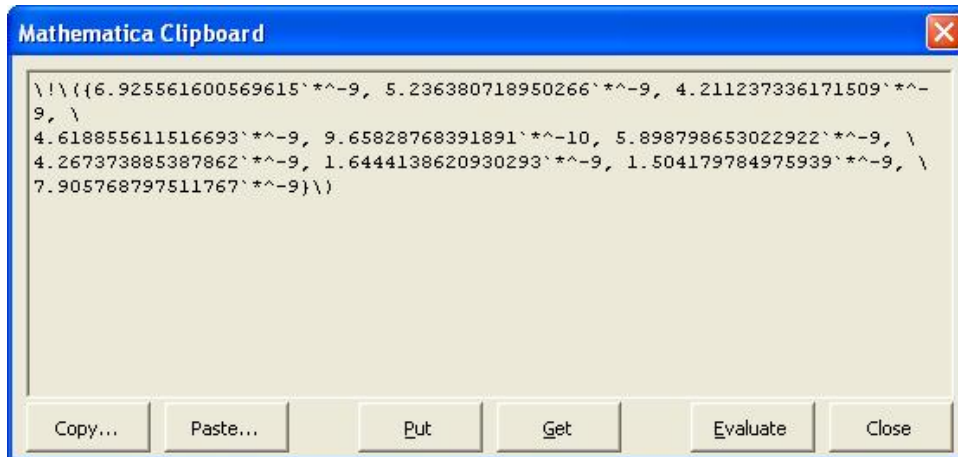 Mathematica Clipboard
\!\({6.925561600569615`*^-9, 5.236380718950266`*^-9, 4.211237336171509`*^-
9, \
4.618855611516693`*^-9, 9.65828768391891`*^-10, 5.898798653022922`*^-9, \
4.267373885387862`*^-9, 1.6444138620930293`*^-9, 1.504179784975939`*^-9, \
7.905768797511767`*^-9}\)
Copy... Paste... Put Get Evaluate Close